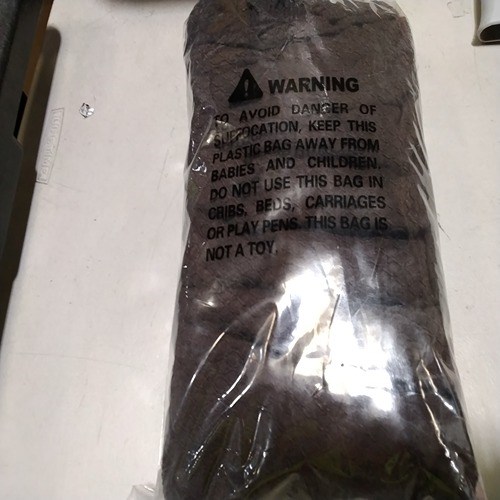 WARNING
TO AVOID DANGER OF
SUFFOCATION, KEEP THIS
PLASTIC BAG AWAY FROM
BABIES AND CHILDREN.
DO NOT USE THIS BAG IN
CRIBS, BEDS, CARRIAGES
OR PLAY PENS. THIS BAG IS
NOT A TOY.